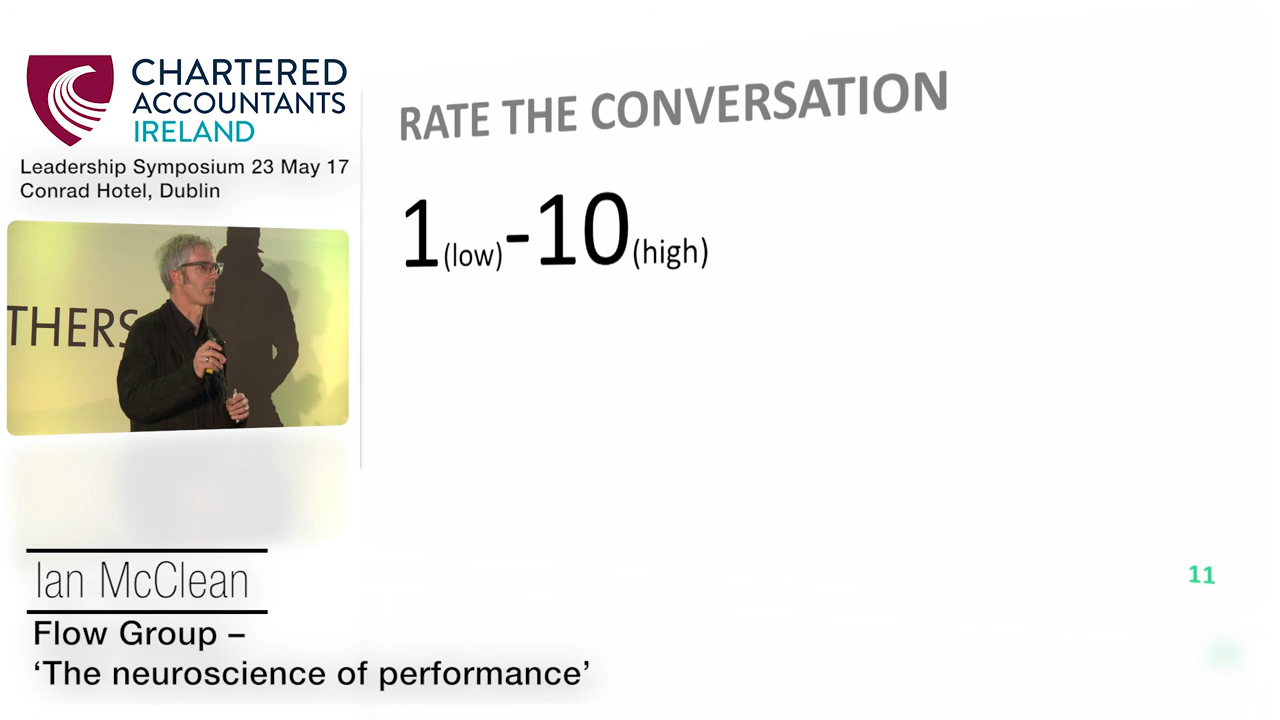 CHARTERED
ACCOUNTANTS
IRELAND
Leadership Symposium 23 May 17
Conrad Hotel, Dublin
THERS
RATE THE CONVERSATION
1(low)-10(high)
11
Ian McClean
Flow Group –
‘The neuroscience of performance’